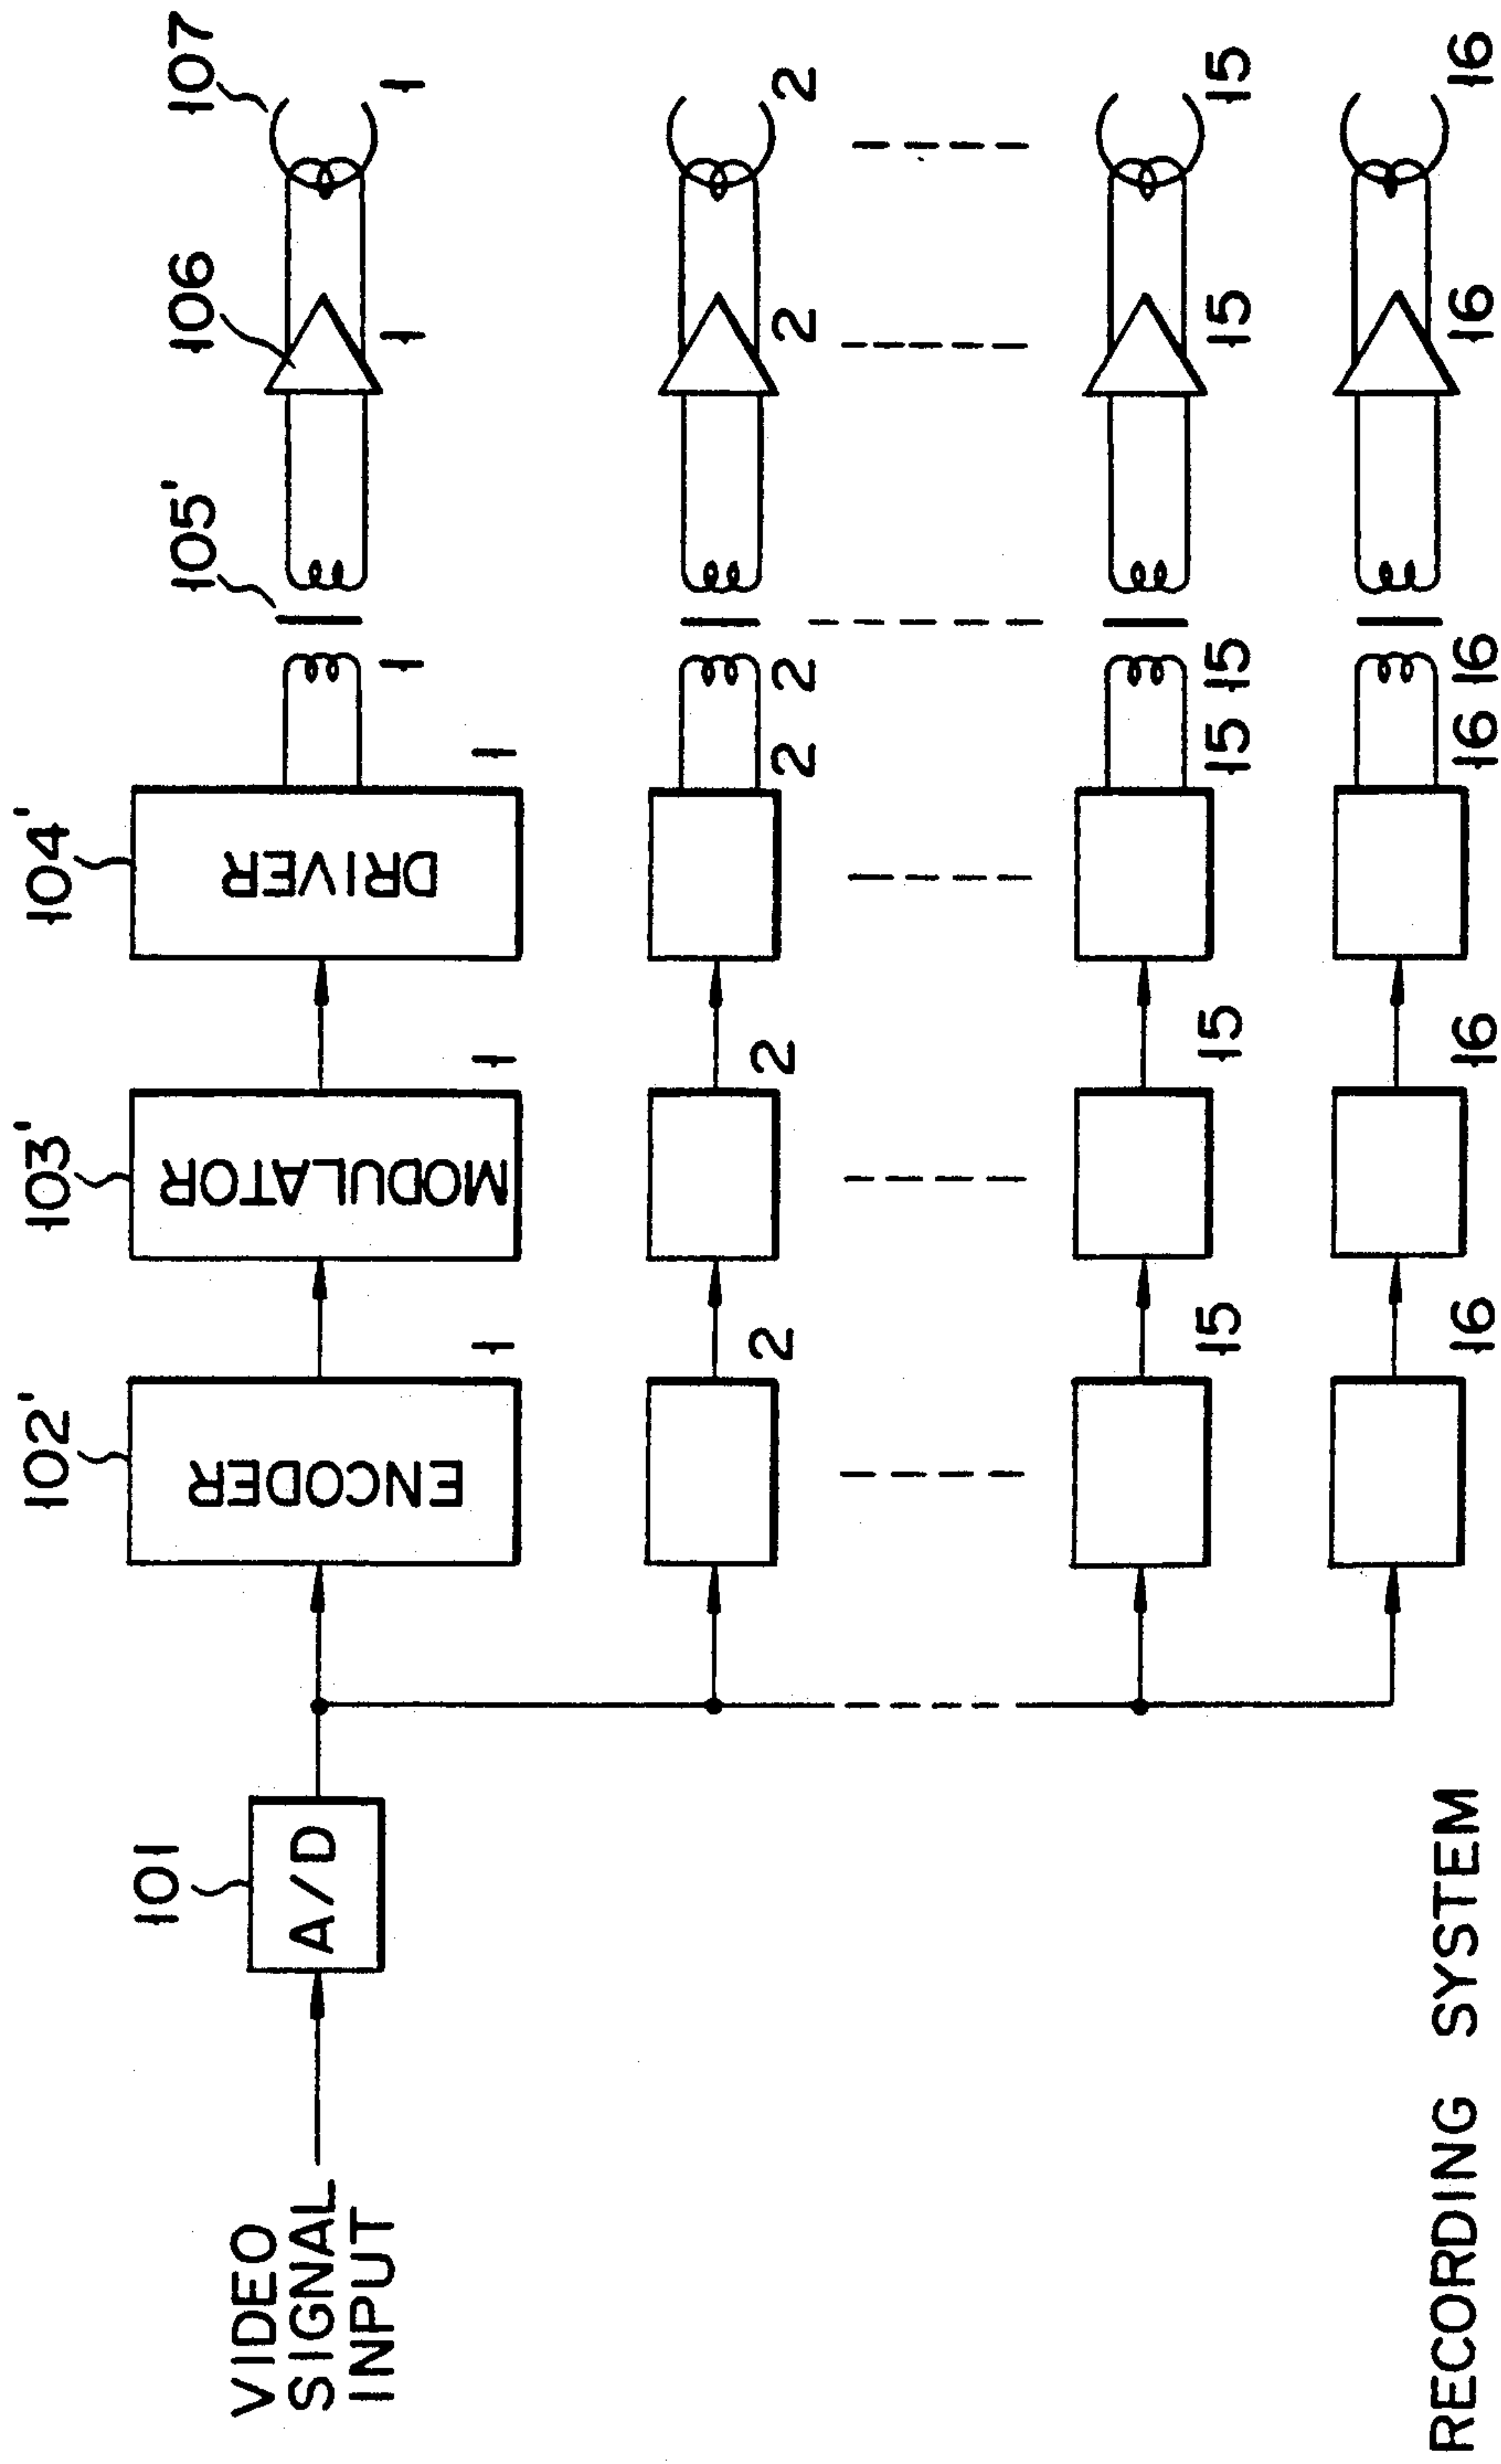 102' 103' 104'
101 105' 106 107
VIDEO
SIGNAL
INPUT
A/D
ENCODER
MODULATOR
DRIVER
1 1 1 1 1 1
2 2 2 2 2 2
15 15 15 15 15 15
16 16 16 16 16 16
RECORDING SYSTEM